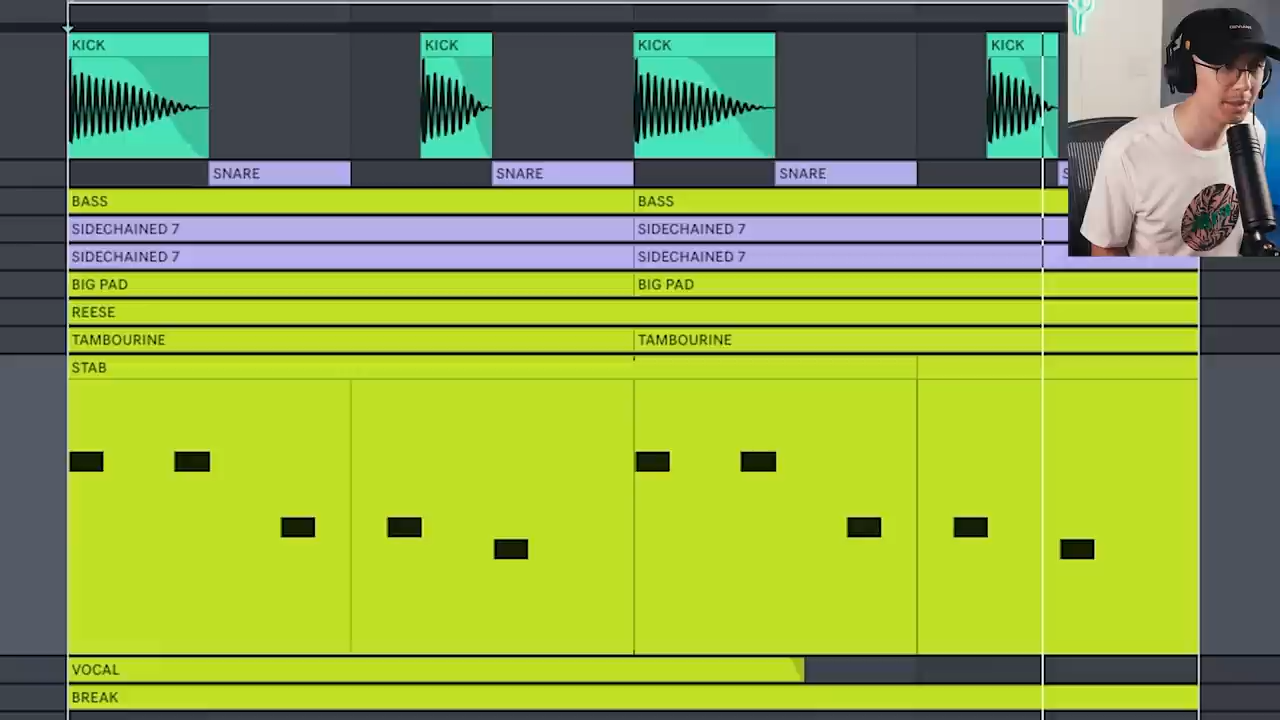 KICK KICK KICK KICK
SNARE SNARE SNARE S
BASS BASS
SIDECHAINED 7 SIDECHAINED 7
SIDECHAINED 7 SIDECHAINED 7
BIG PAD BIG PAD
REESE
TAMBOURINE TAMBOURINE
STAB
VOCAL
BREAK